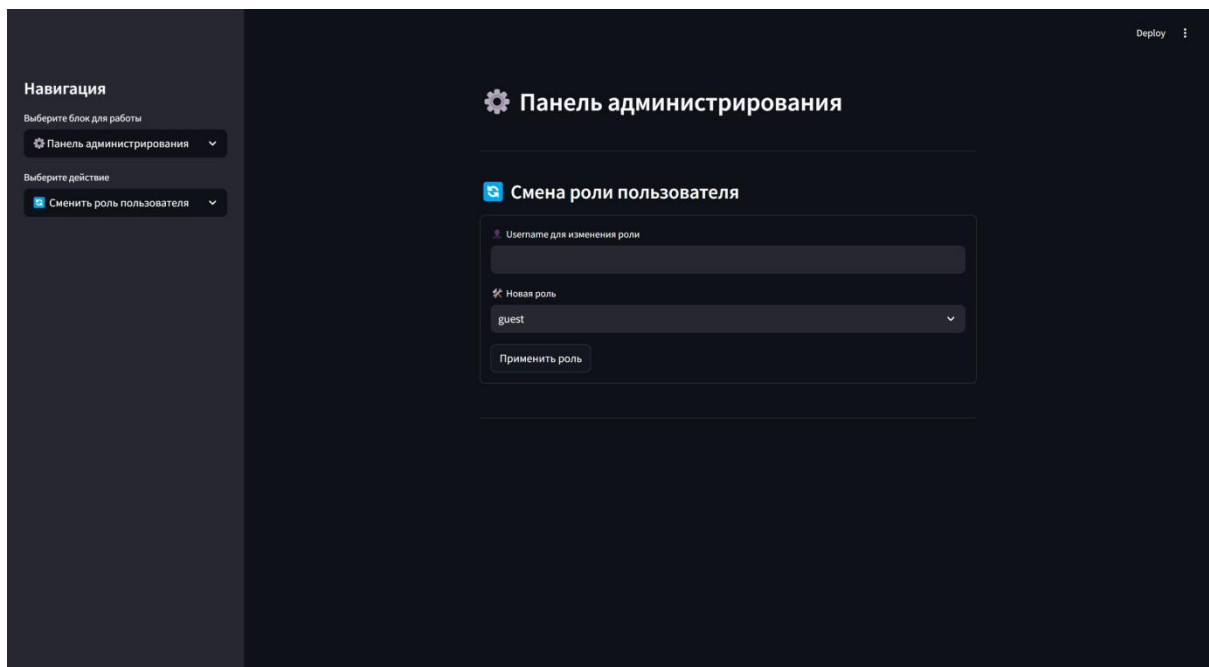 Deploy
Навигация
Выберите блок для работы
⚙️ Панель администрирования
Выберите действие
🔄 Сменить роль пользователя
⚙️ Панель администрирования
🔄 Смена роли пользователя
👤 Username для изменения роли
🛠️ Новая роль
guest
Применить роль